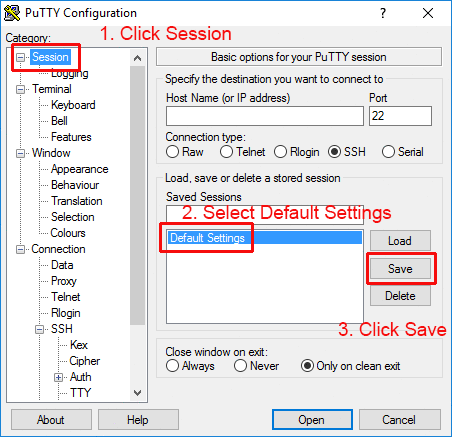 PuTTY Configuration
? X
Category:
1. Click Session
Session
Logging
Terminal
Keyboard
Bell
Features
Window
Appearance
Behaviour
Translation
Selection
Colours
Connection
Data
Proxy
Telnet
Rlogin
SSH
Kex
Cipher
Auth
TTY
Basic options for your PuTTY session
Specify the destination you want to connect to
Host Name (or IP address) Port
22
Connection type:
Raw Telnet Rlogin SSH Serial
Load, save or delete a stored session
Saved Sessions
2. Select Default Settings
Default Settings
Load
Save
Delete
3. Click Save
Close window on exit:
Always Never Only on clean exit
About Help Open Cancel